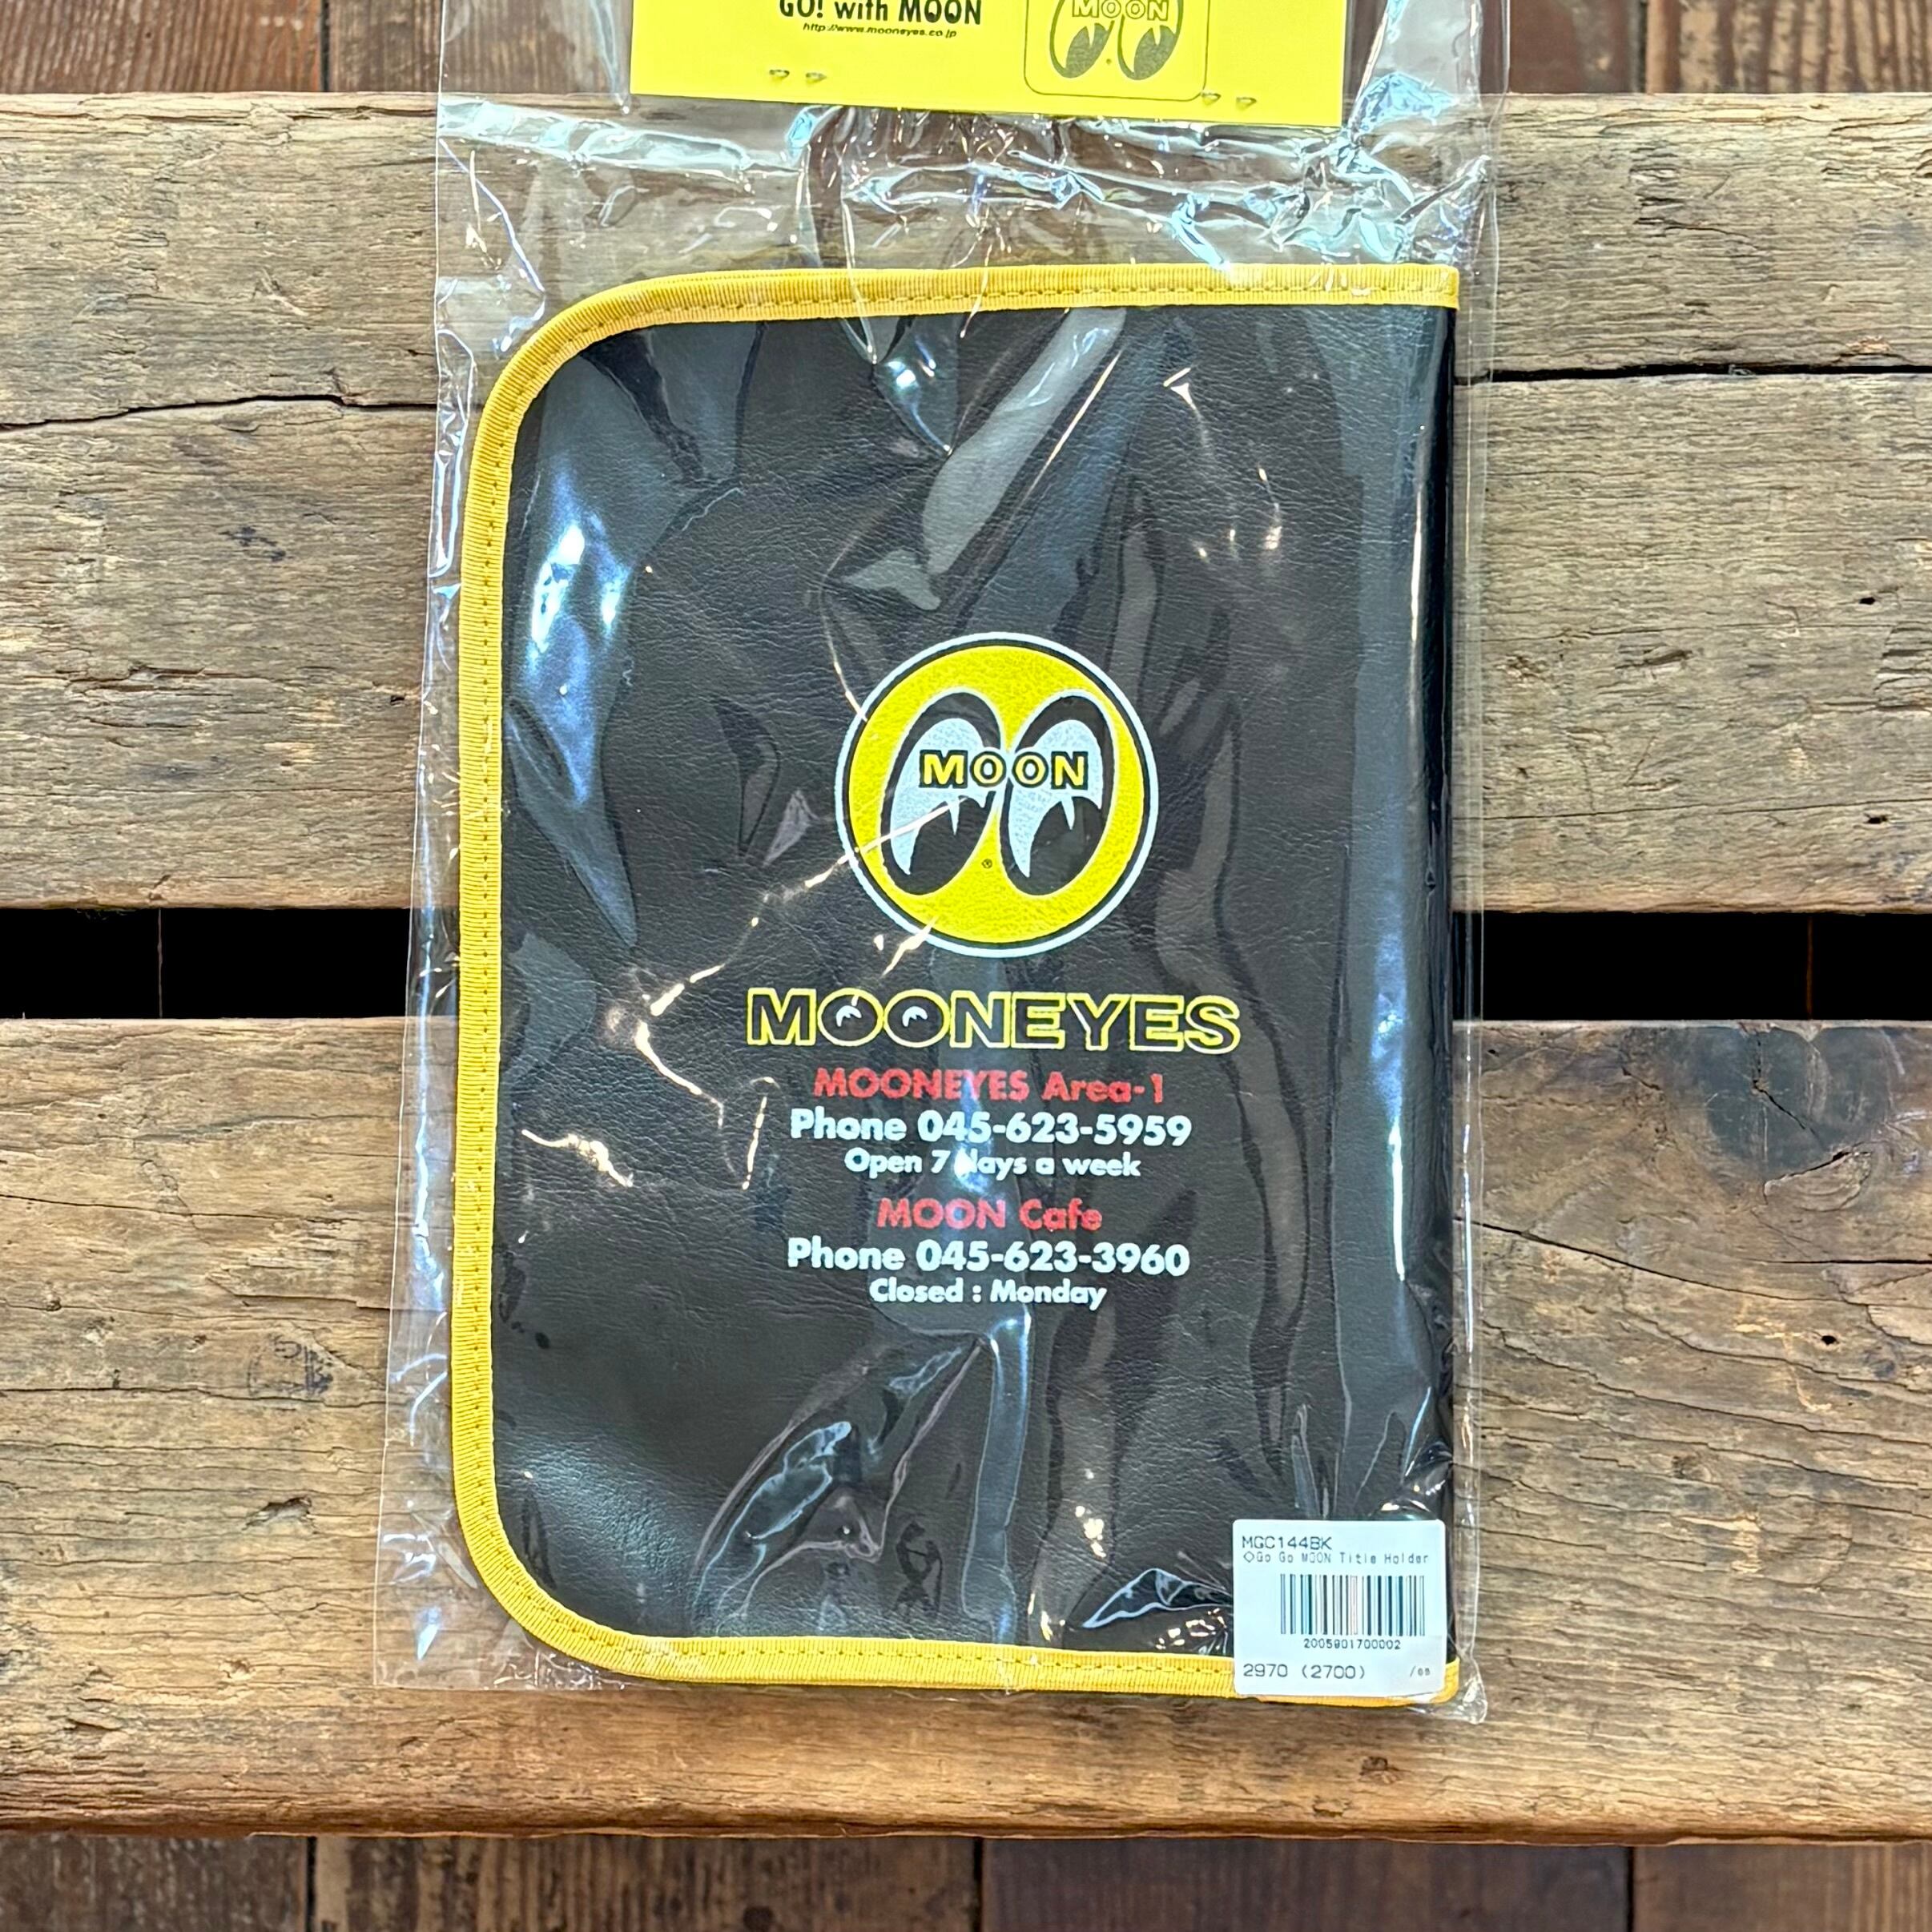 GO! with MOON
http://www.mooneyes.co.jp
MOON
MOON
®
MOONEYES
MOONEYES Area-1
Phone 045-623-5959
Open 7 days a week
MOON Cafe
Phone 045-623-3960
Closed : Monday
MGC144BK
◇Go Go MOON Title Holder
2005901700002
2970 (2700)